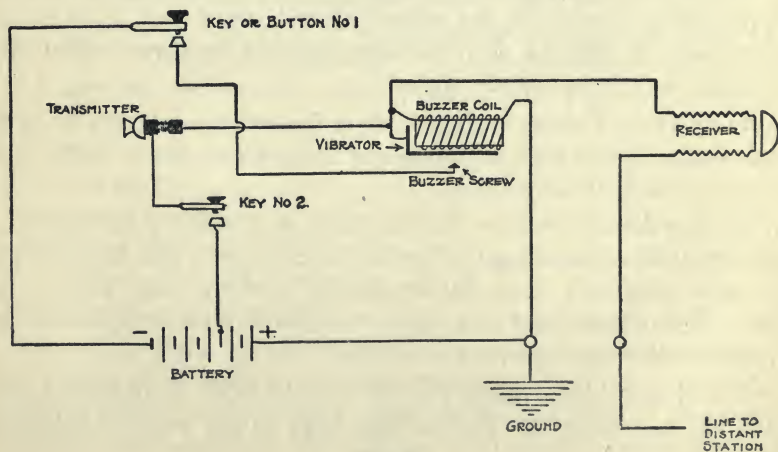 KEY OR BUTTON No 1
TRANSMITTER
BUZZER COIL
VIBRATOR
RECEIVER
BUZZER SCREW
KEY No 2.
−
+
BATTERY
GROUND
LINE TO
DISTANT
STATION